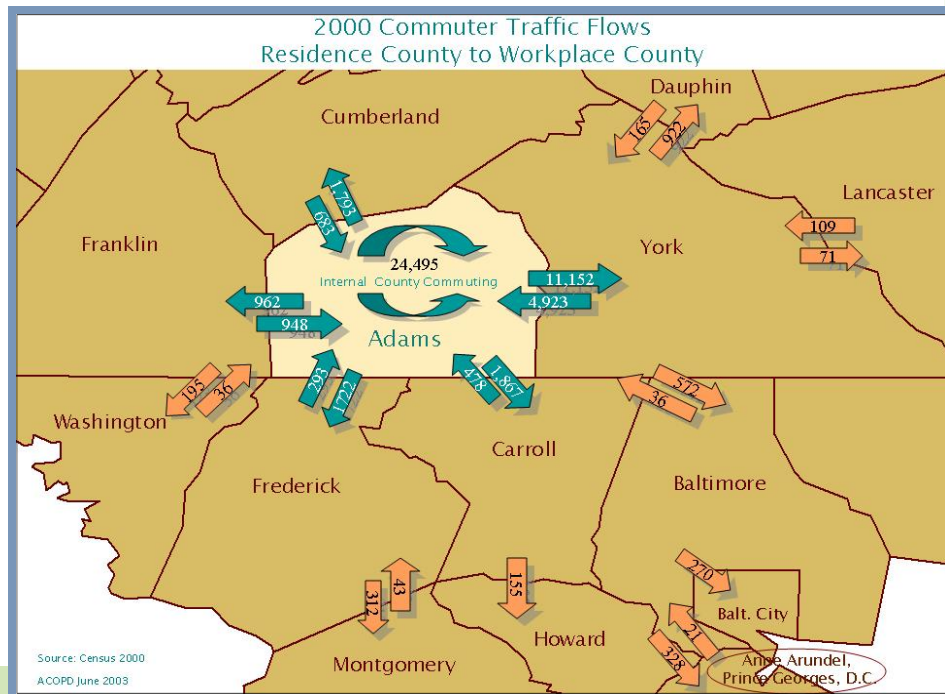 2000 Commuter Traffic Flows
Residence County to Workplace County
Dauphin
165
922
Cumberland
Lancaster
1,793
683
Franklin
York
109
71
24,495
Internal County Commuting
11,152
4,923
962
948
Adams
293
1722
478
1,867
195
36
572
36
Washington
Carroll
Frederick
Baltimore
270
312
43
155
Balt. City
21
328
Howard
Montgomery
Anne Arundel,
Prince Georges, D.C.
Source: Census 2000
ACOPD June 2003